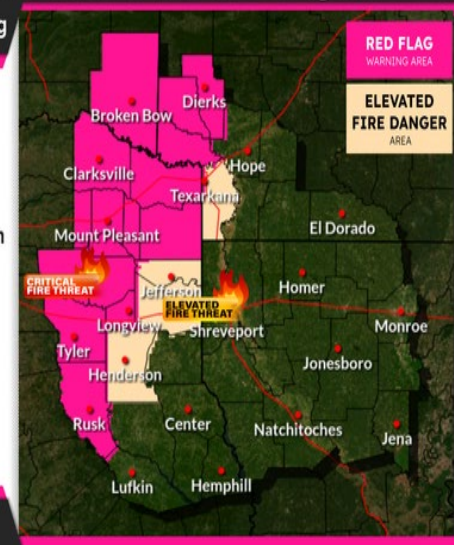 g
n
RED FLAG
WARNING AREA
ELEVATED
FIRE DANGER
AREA
Broken Bow
Dierks
Clarksville
Hope
Texarkana
Mount Pleasant
El Dorado
CRITICAL
FIRE THREAT
Jefferson
Homer
ELEVATED
FIRE THREAT
Longview
Shreveport
Monroe
Tyler
Henderson
Jonesboro
Rusk
Center
Natchitoches
Jena
Lufkin
Hemphill